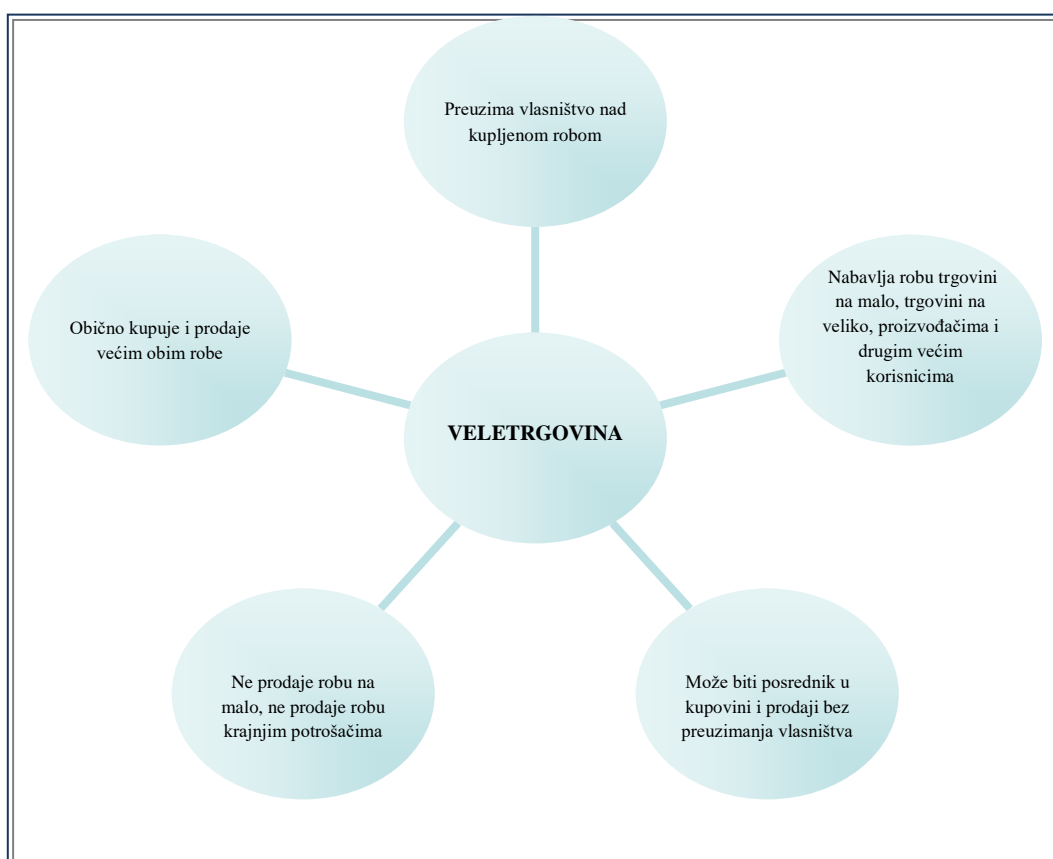 Preuzima vlasništvo nad
kupljenom robom
Nabavlja robu trgovini
na malo, trgovini na
veliko, proizvođačima i
drugim većim
korisnicima
Obično kupuje i prodaje
većim obim robe
VELETRGOVINA
Ne prodaje robu na
malo, ne prodaje robu
krajnjim potrošačima
Može biti posrednik u
kupovini i prodaji bez
preuzimanja vlasništva